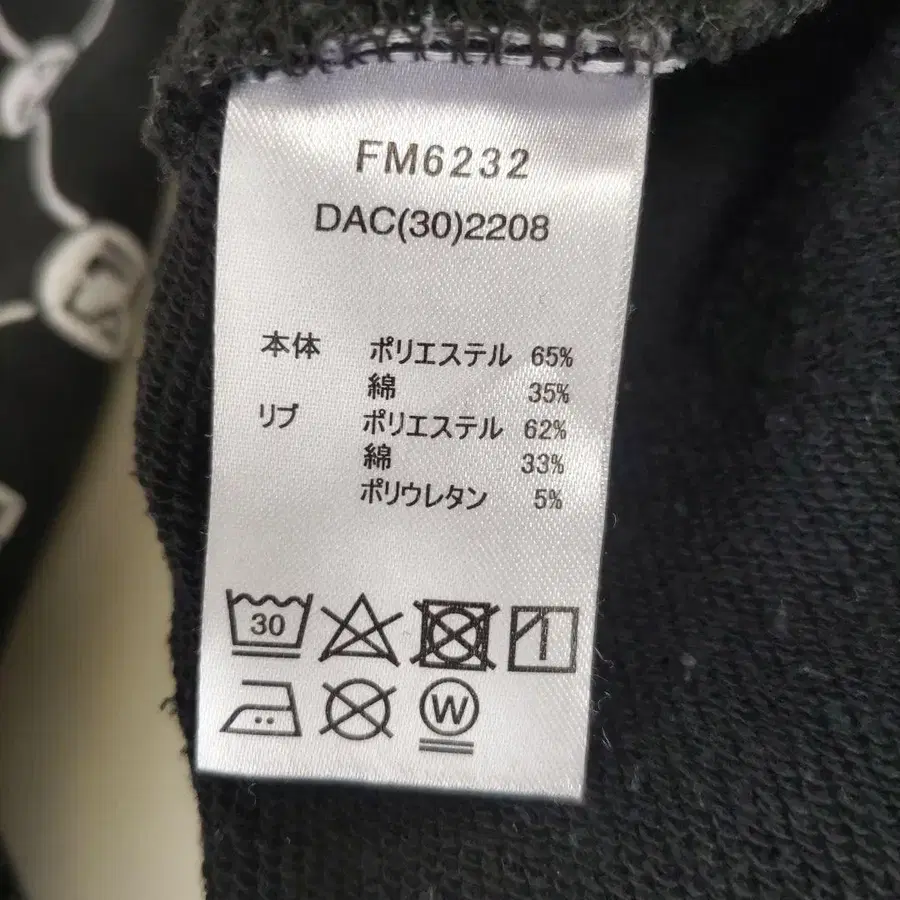 FM6232
DAC(30)2208
本体 ポリエステル 65%
綿 35%
リブ ポリエステル 62%
綿 33%
ポリウレタン 5%
30
W